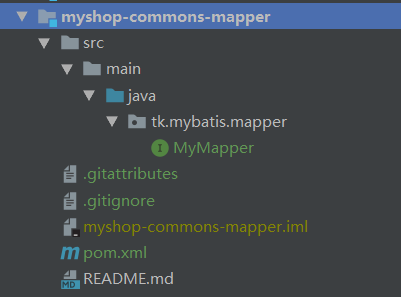 myshop-commons-mapper
src
main
java
tk.mybatis.mapper
MyMapper
.gitattributes
.gitignore
myshop-commons-mapper.iml
pom.xml
README.md